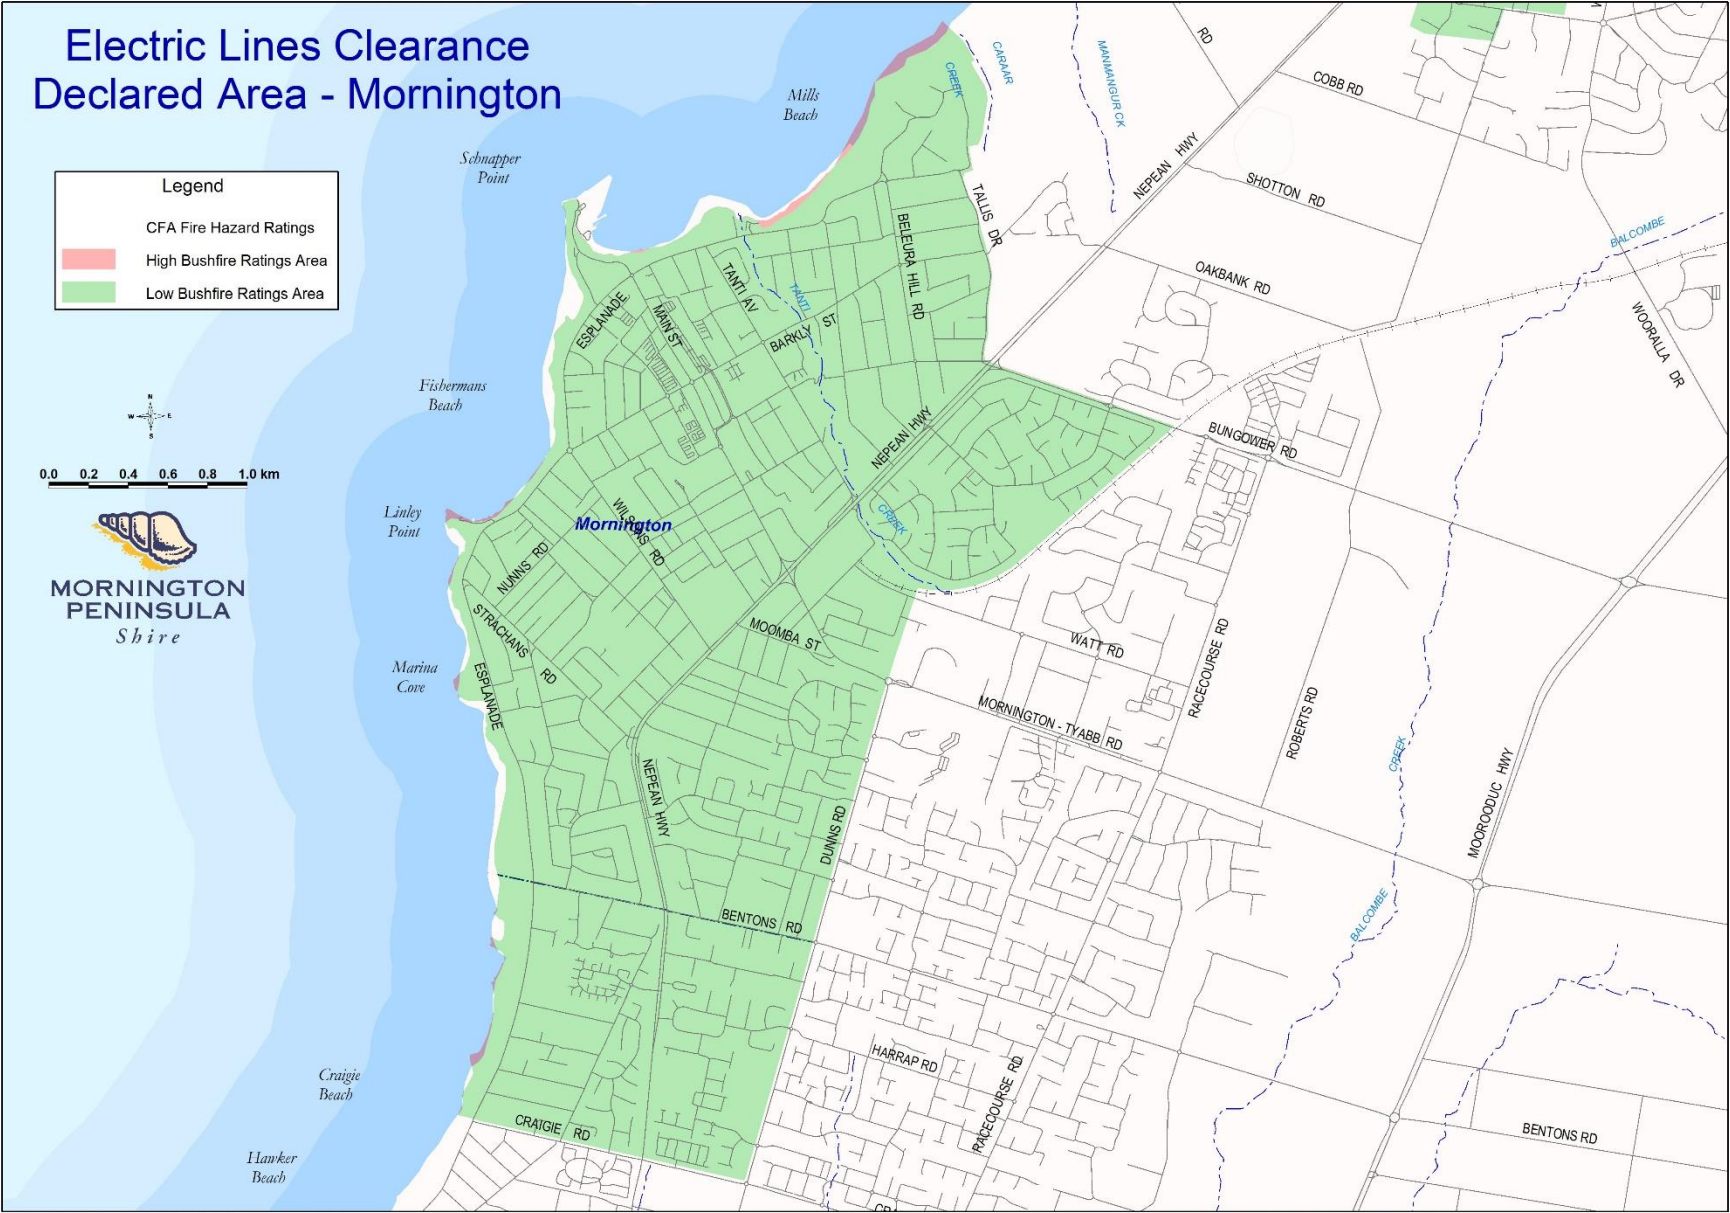 Electric Lines Clearance
Declared Area - Mornington
Legend
CFA Fire Hazard Ratings
High Bushfire Ratings Area
Low Bushfire Ratings Area
N
W E
S
0.0 0.2 0.4 0.6 0.8 1.0 km
MORNINGTON
PENINSULA
Shire
Mills
Beach
Schnapper
Point
Fishermans
Beach
Linley
Point
Marina
Cove
Craigie
Beach
Hawker
Beach
CREEK
CARAAR
MANMANGUR CK
RD
COBB RD
NEPEAN HWY
SHOTTON RD
TALLIS DR
BALCOMBE
OAKBANK RD
WOORALLA DR
BELEURA HILL RD
TANTI AV
TANTI
ESPLANADE
MAIN ST
BARKLY ST
NEPEAN HWY
BUNGOWER RD
CREEK
WILSONS RD
Mornington
NUNNS RD
STRACHANS RD
MOOMBA ST
WATT RD
RACECOURSE RD
ESPLANADE
MORNINGTON - TYABB RD
ROBERTS RD
CREEK
NEPEAN HWY
MOOROODUC HWY
DUNNS RD
BENTONS RD
BALCOMBE
HARRAP RD
RACECOURSE RD
CRAIGIE RD
BENTONS RD